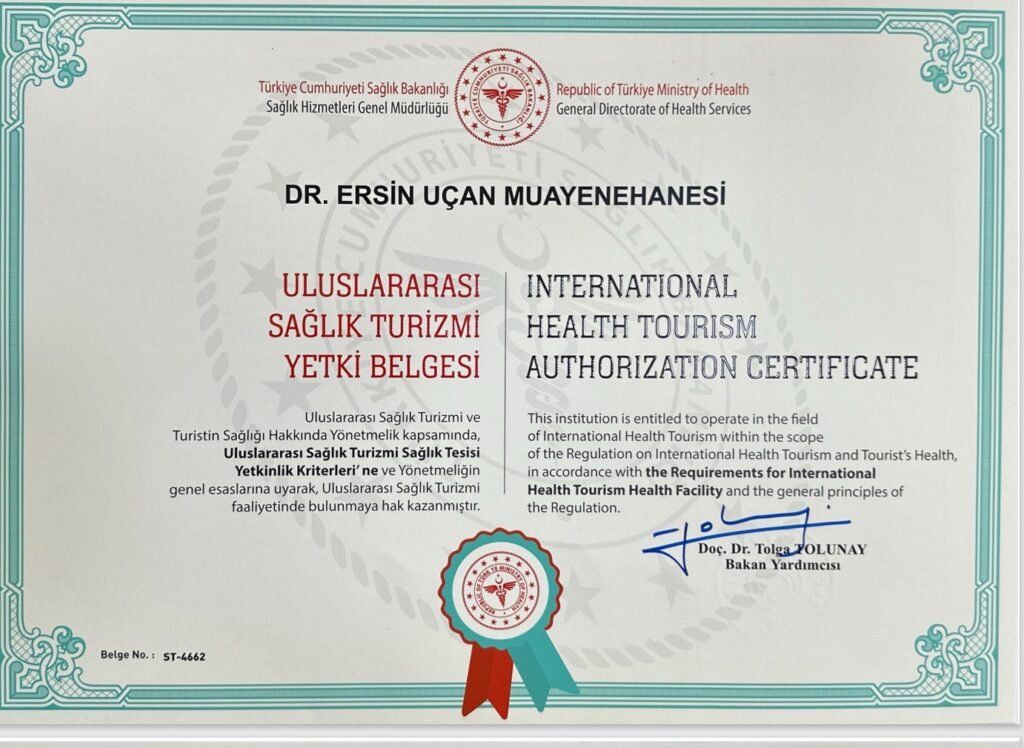 Türkiye Cumhuriyeti Sağlık Bakanlığı
Sağlık Hizmetleri Genel Müdürlüğü
Republic of Türkiye Ministry of Health
General Directorate of Health Services
DR. ERSİN UÇAN MUAYENEHANESİ
ULUSLARARASI
SAĞLIK TURİZMİ
YETKİ BELGESİ
INTERNATIONAL
HEALTH TOURISM
AUTHORIZATION CERTIFICATE
Uluslararası Sağlık Turizmi ve
Turistin Sağlığı Hakkında Yönetmelik kapsamında,
Uluslararası Sağlık Turizmi Sağlık Tesisi
Yetkinlik Kriterleri' ne ve Yönetmeliğin
genel esaslarına uyarak, Uluslararası Sağlık Turizmi
faaliyetinde bulunmaya hak kazanmıştır.
This institution is entitled to operate in the field
of International Health Tourism within the scope
of the Regulation on International Health Tourism and Tourist's Health,
in accordance with the Requirements for International
Health Tourism Health Facility and the general principles of
the Regulation.
Doç. Dr. Tolga TOLUNAY
Bakan Yardımcısı
Belge No. : ST-4662